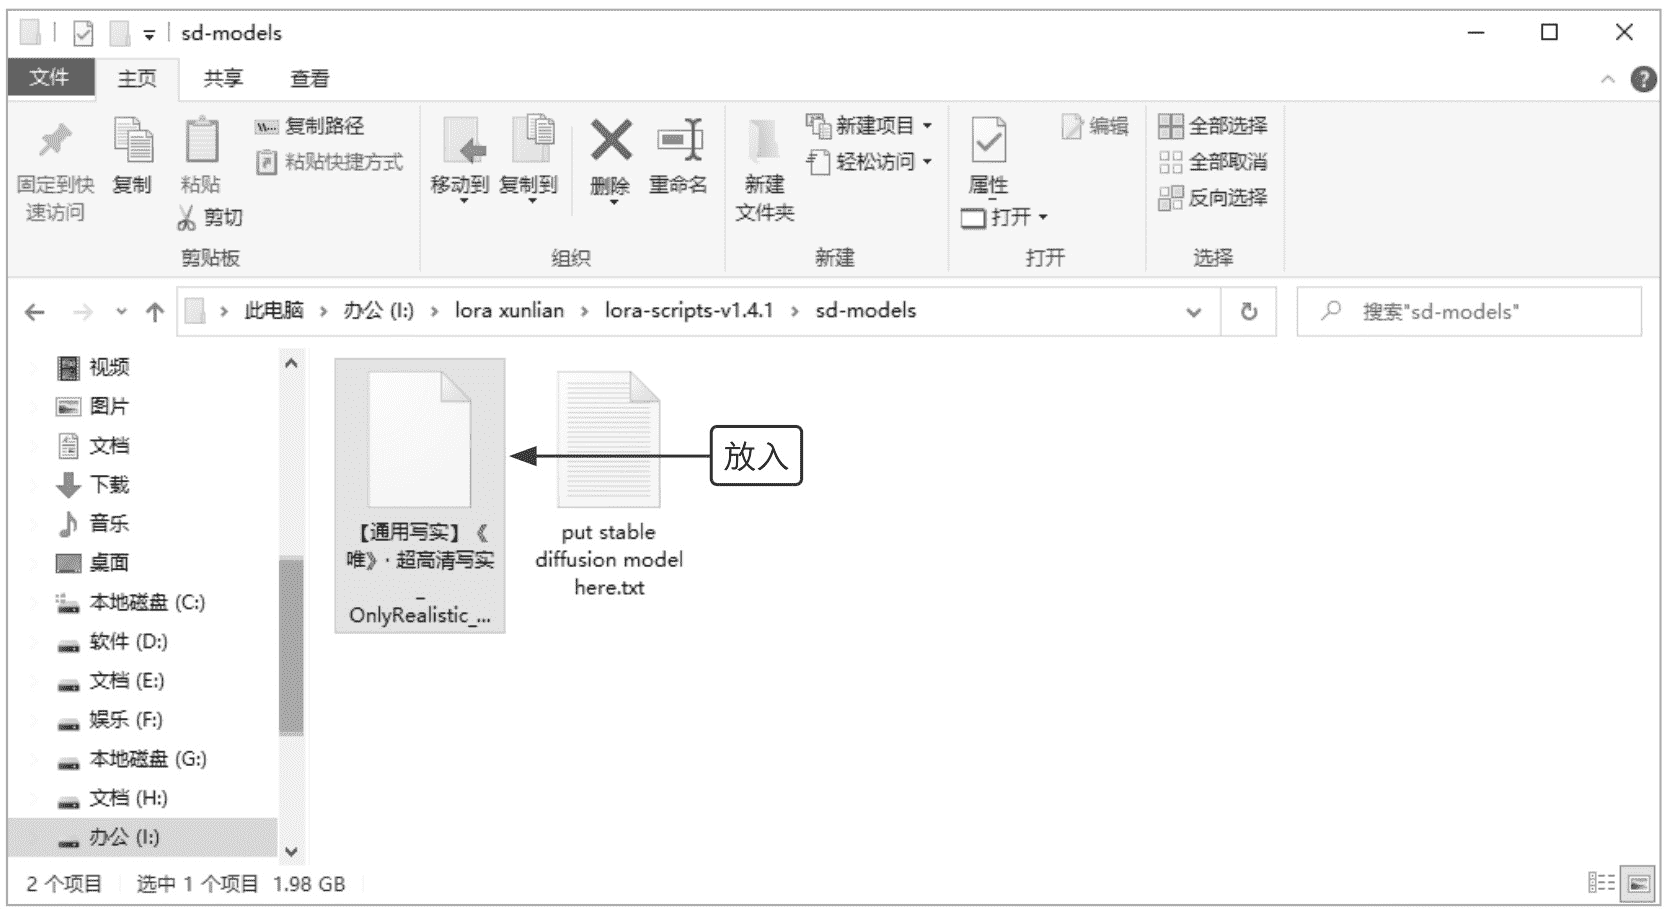 sd-models
文件 主页 共享 查看
固定到快
速访问
复制
粘贴
剪切
复制路径
粘贴快捷方式
剪贴板
移动到
复制到
删除
重命名
组织
新建
文件夹
新建项目
轻松访问
新建
属性
打开
编辑
打开
全部选择
全部取消
反向选择
选择
此电脑 › 办公 (I:) › lora xunlian › lora-scripts-v1.4.1 › sd-models
搜索"sd-models"
视频
图片
文档
下载
音乐
桌面
本地磁盘 (C:)
软件 (D:)
文档 (E:)
娱乐 (F:)
本地磁盘 (G:)
文档 (H:)
办公 (I:)
【通用写实】《
唯》· 超高清写实
_
OnlyRealistic_...
put stable
diffusion model
here.txt
放入
2 个项目 选中 1 个项目 1.98 GB